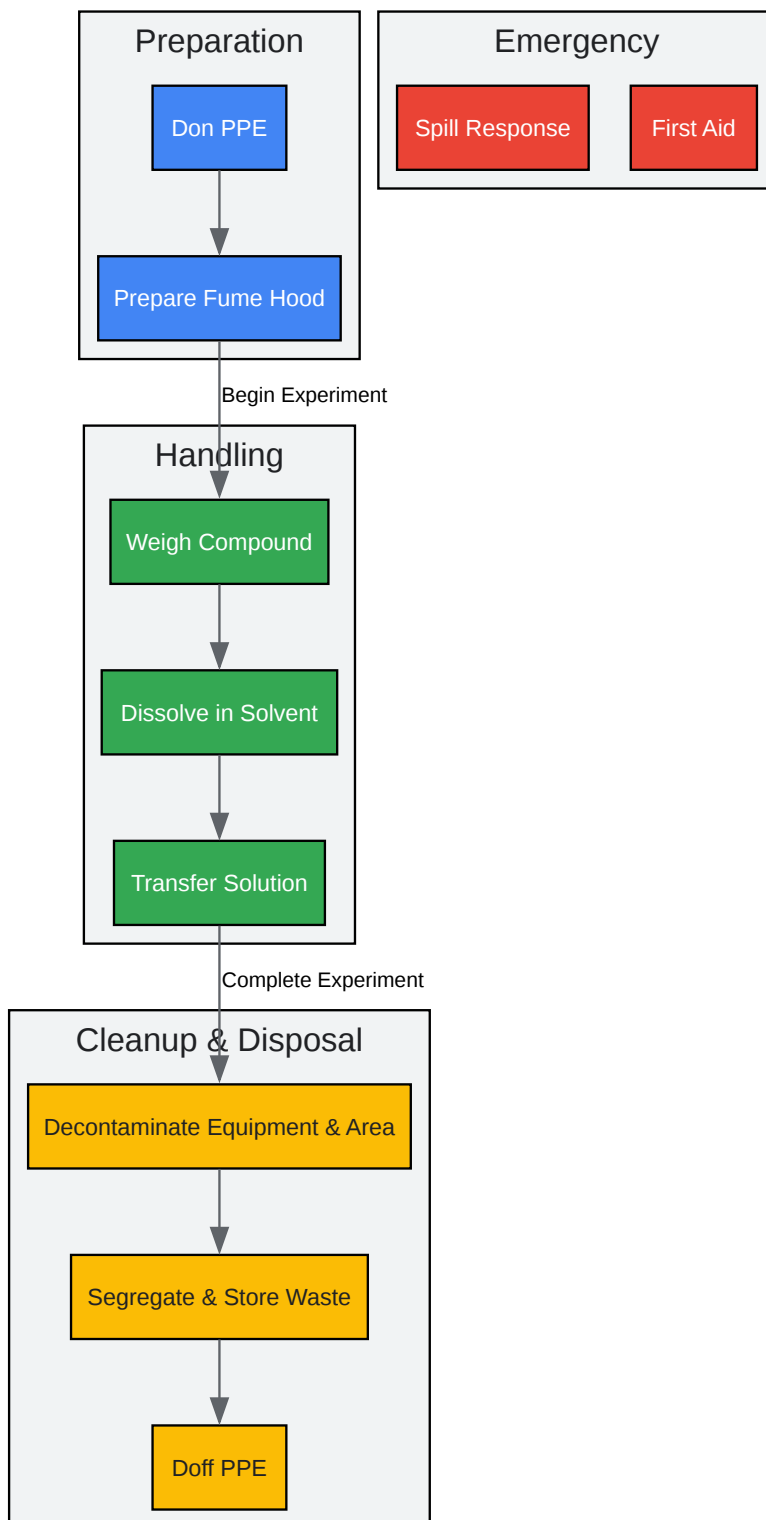 Preparation
Don PPE
Prepare Fume Hood
Emergency
Spill Response
First Aid
Begin Experiment
Handling
Weigh Compound
Dissolve in Solvent
Transfer Solution
Complete Experiment
Cleanup & Disposal
Decontaminate Equipment & Area
Segregate & Store Waste
Doff PPE